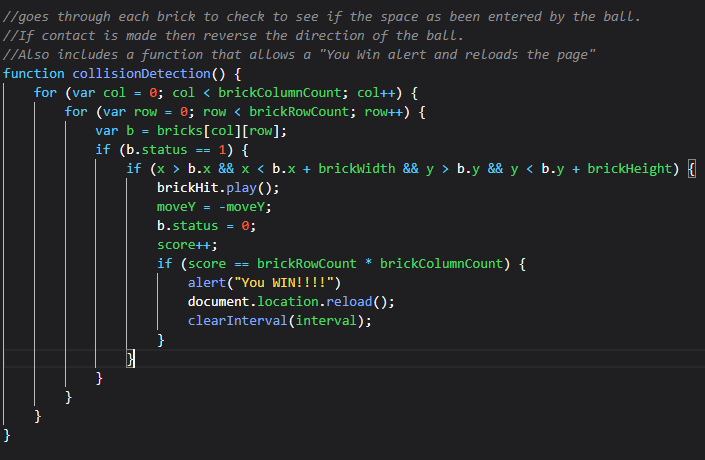 //goes through each brick to check to see if the space as been entered by the ball.
//If contact is made then reverse the direction of the ball.
//Also includes a function that allows a "You Win alert and reloads the page"
function collisionDetection() {
    for (var col = 0; col < brickColumnCount; col++) {
        for (var row = 0; row < brickRowCount; row++) {
            var b = bricks[col][row];
            if (b.status == 1) {
                if (x > b.x && x < b.x + brickWidth && y > b.y && y < b.y + brickHeight) {
                    brickHit.play();
                    moveY = -moveY;
                    b.status = 0;
                    score++;
                    if (score == brickRowCount * brickColumnCount) {
                        alert("You WIN!!!!")
                        document.location.reload();
                        clearInterval(interval);
                    }
                }
            }
        }
    }
}